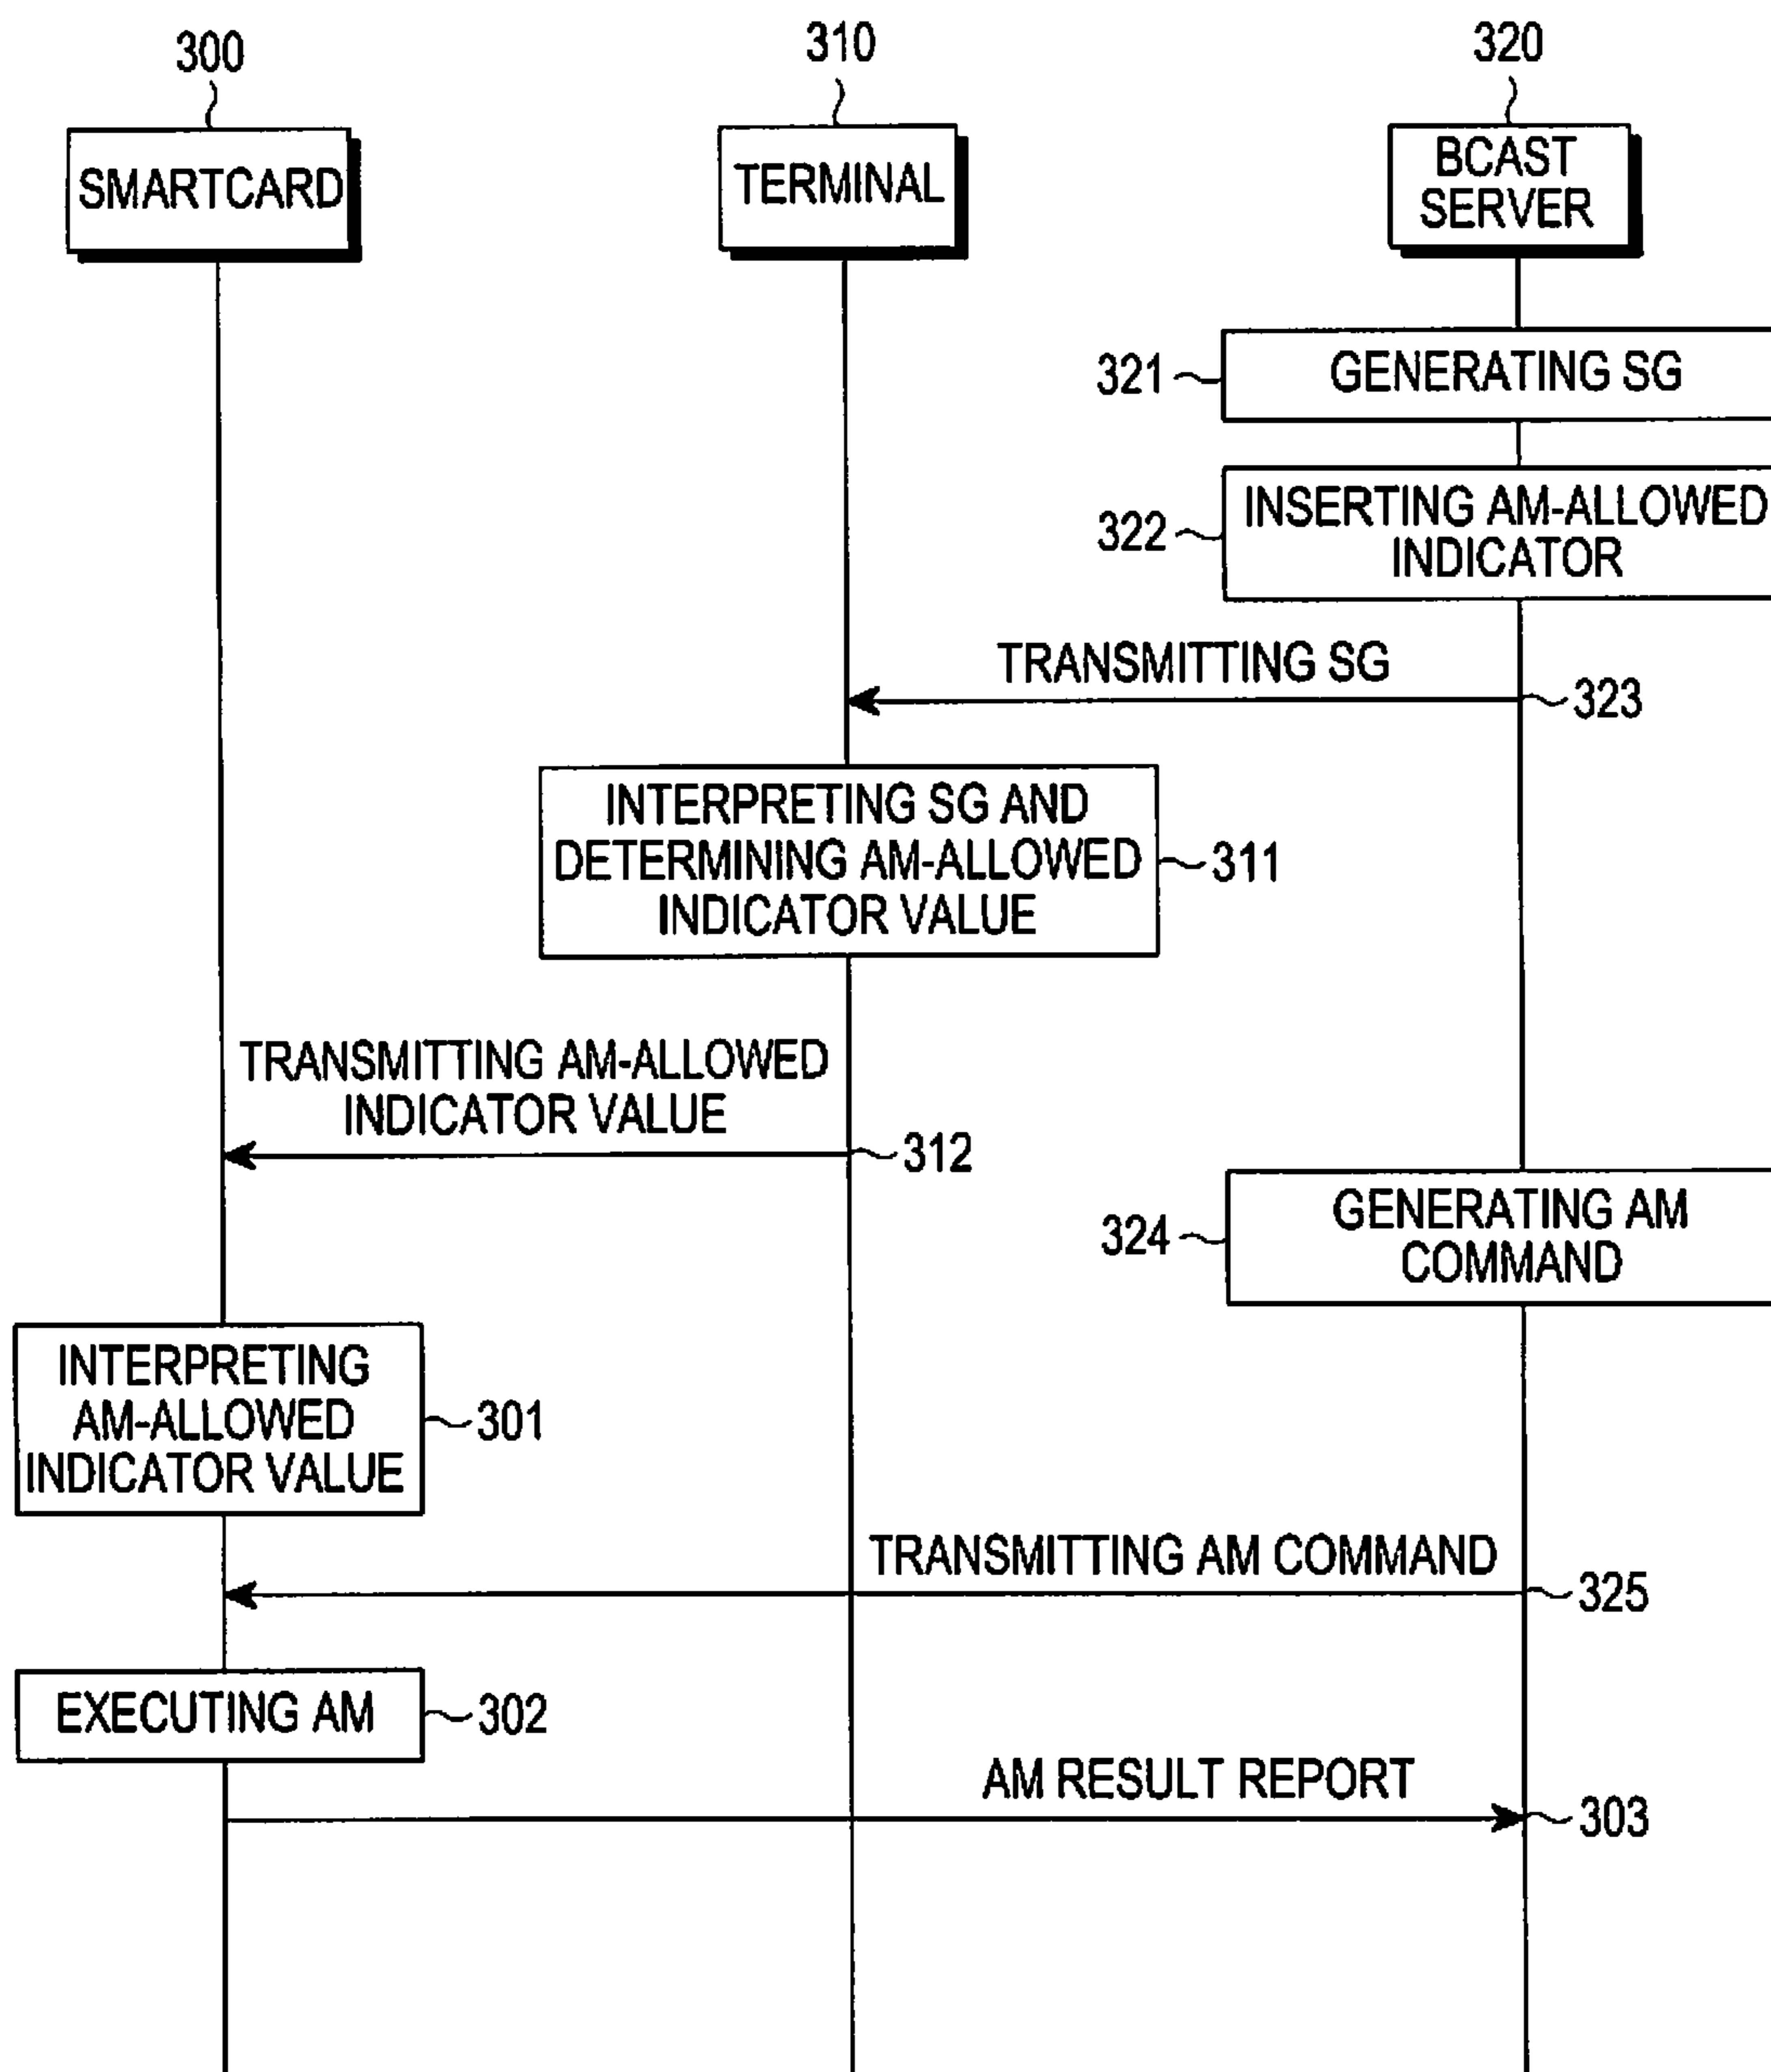 300
310
320
SMARTCARD
TERMINAL
BCAST
SERVER
321
GENERATING SG
322
INSERTING AM-ALLOWED
INDICATOR
TRANSMITTING SG
323
INTERPRETING SG AND
DETERMINING AM-ALLOWED
INDICATOR VALUE
311
TRANSMITTING AM-ALLOWED
INDICATOR VALUE
312
324
GENERATING AM
COMMAND
INTERPRETING
AM-ALLOWED
INDICATOR VALUE
301
TRANSMITTING AM COMMAND
325
EXECUTING AM
302
AM RESULT REPORT
303